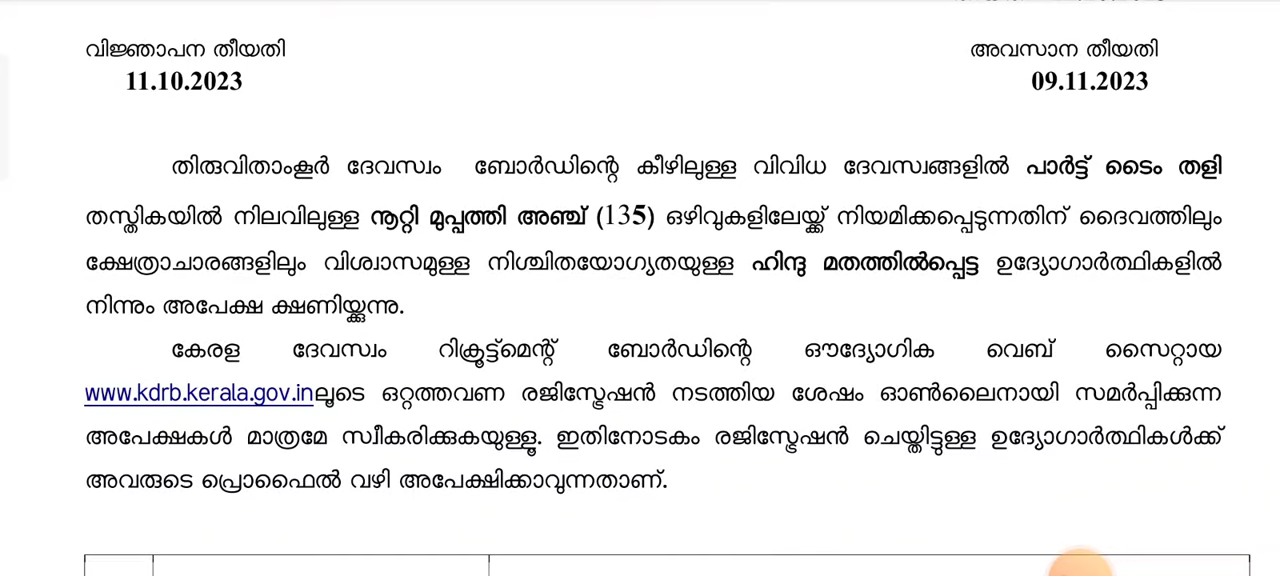 വിജ്ഞാപന തീയതി അവസാന തീയതി
11.10.2023 09.11.2023
തിരുവിതാംകൂർ ദേവസ്വം ബോർഡിന്റെ കീഴിലുള്ള വിവിധ ദേവസ്വങ്ങളിൽ പാർട്ട് ടൈം തളി
തസ്തികയിൽ നിലവിലുള്ള നൂറ്റി മുപ്പത്തി അഞ്ച് (135) ഒഴിവുകളിലേയ്ക്ക് നിയമിക്കപ്പെടുന്നതിന് ദൈവത്തിലും
ക്ഷേത്രാചാരങ്ങളിലും വിശ്വാസമുള്ള നിശ്ചിതയോഗ്യതയുള്ള ഹിന്ദു മതത്തിൽപ്പെട്ട ഉദ്യോഗാർത്ഥികളിൽ
നിന്നും അപേക്ഷ ക്ഷണിയ്ക്കുന്നു.
കേരള ദേവസ്വം റിക്രൂട്ട്മെന്റ് ബോർഡിന്റെ ഔദ്യോഗിക വെബ് സൈറ്റായ
www.kdrb.kerala.gov.inലൂടെ ഒറ്റത്തവണ രജിസ്ട്രേഷൻ നടത്തിയ ശേഷം ഓൺലൈനായി സമർപ്പിക്കുന്ന
അപേക്ഷകൾ മാത്രമേ സ്വീകരിക്കുകയുള്ളൂ. ഇതിനോടകം രജിസ്ട്രേഷൻ ചെയ്തിട്ടുള്ള ഉദ്യോഗാർത്ഥികൾക്ക്
അവരുടെ പ്രൊഫൈൽ വഴി അപേക്ഷിക്കാവുന്നതാണ്.